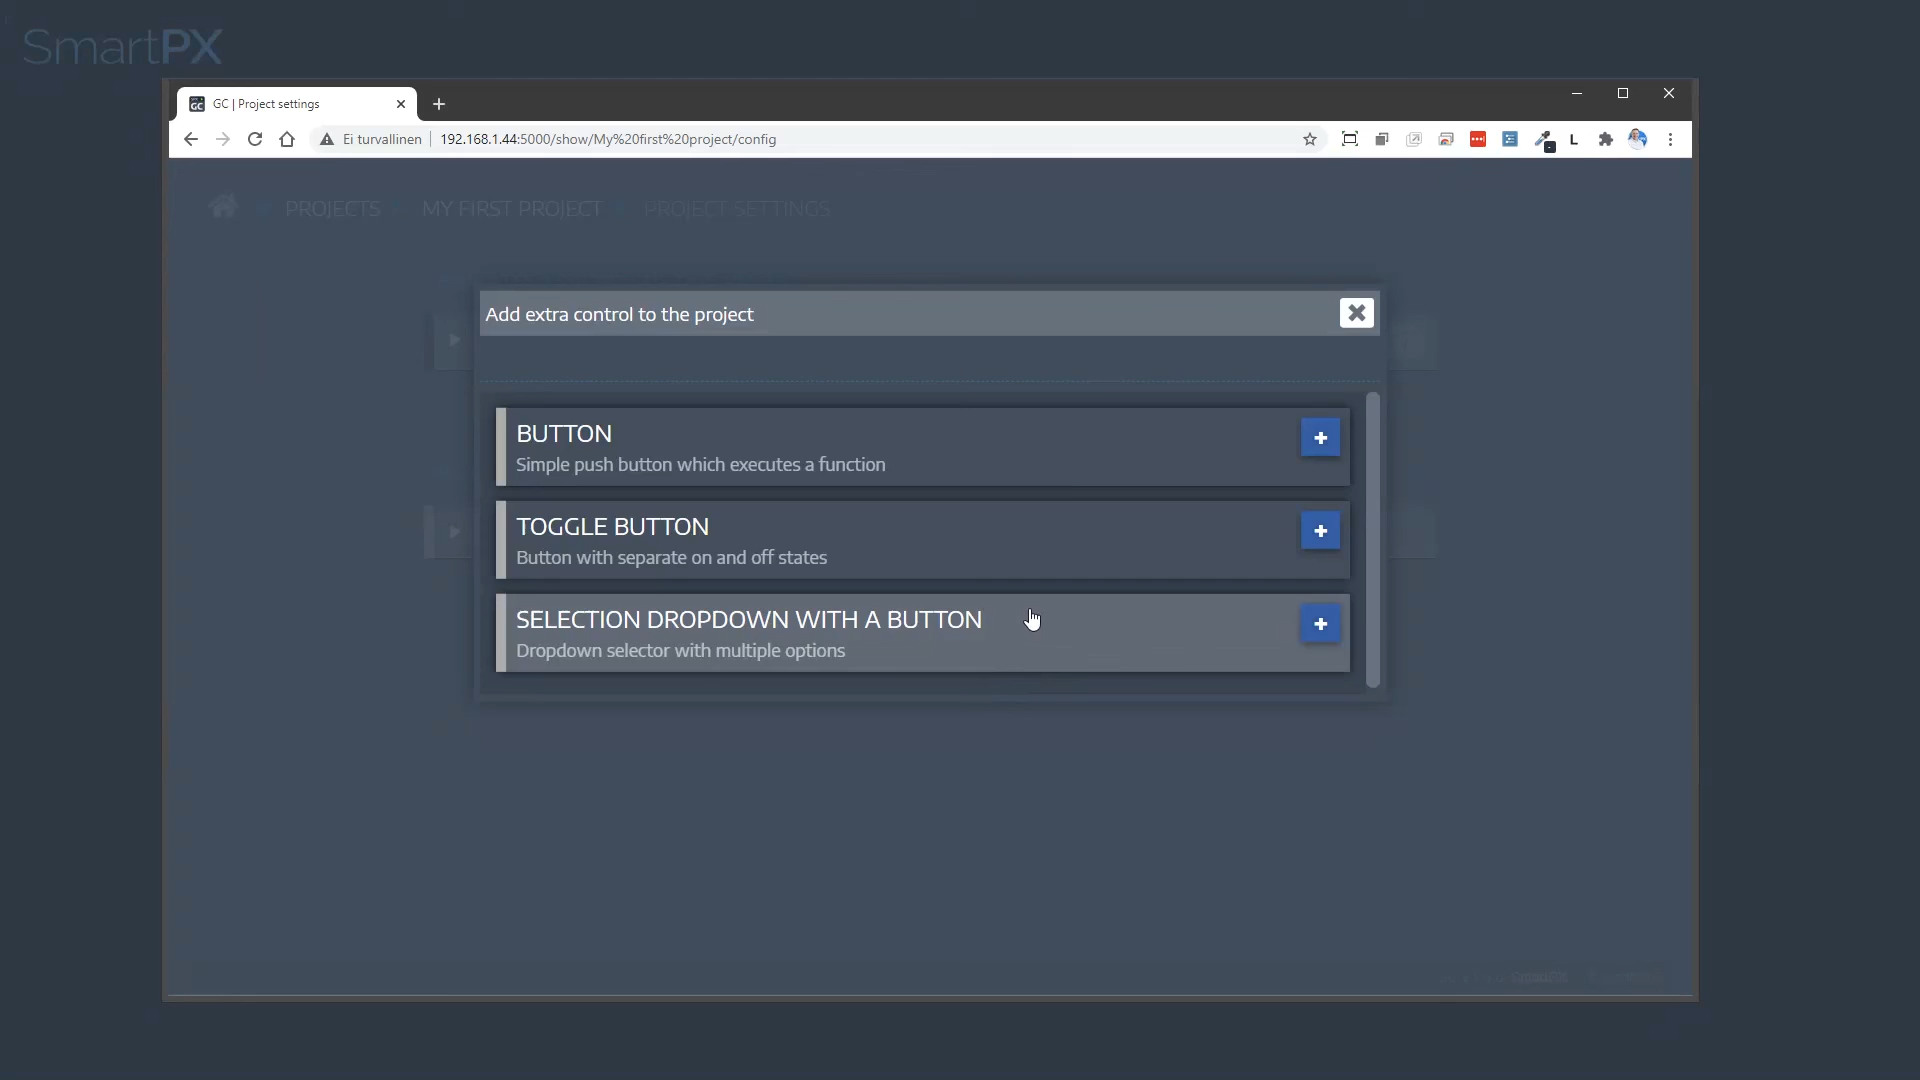 SmartPX
GC | Project settings
Ei turvallinen
192.168.1.44:5000/show/My%20first%20project/config
L
PROJECTS
MY FIRST PROJECT
PROJECT SETTINGS
Add extra control to the project
BUTTON
Simple push button which executes a function
TOGGLE BUTTON
Button with separate on and off states
SELECTION DROPDOWN WITH A BUTTON
Dropdown selector with multiple options